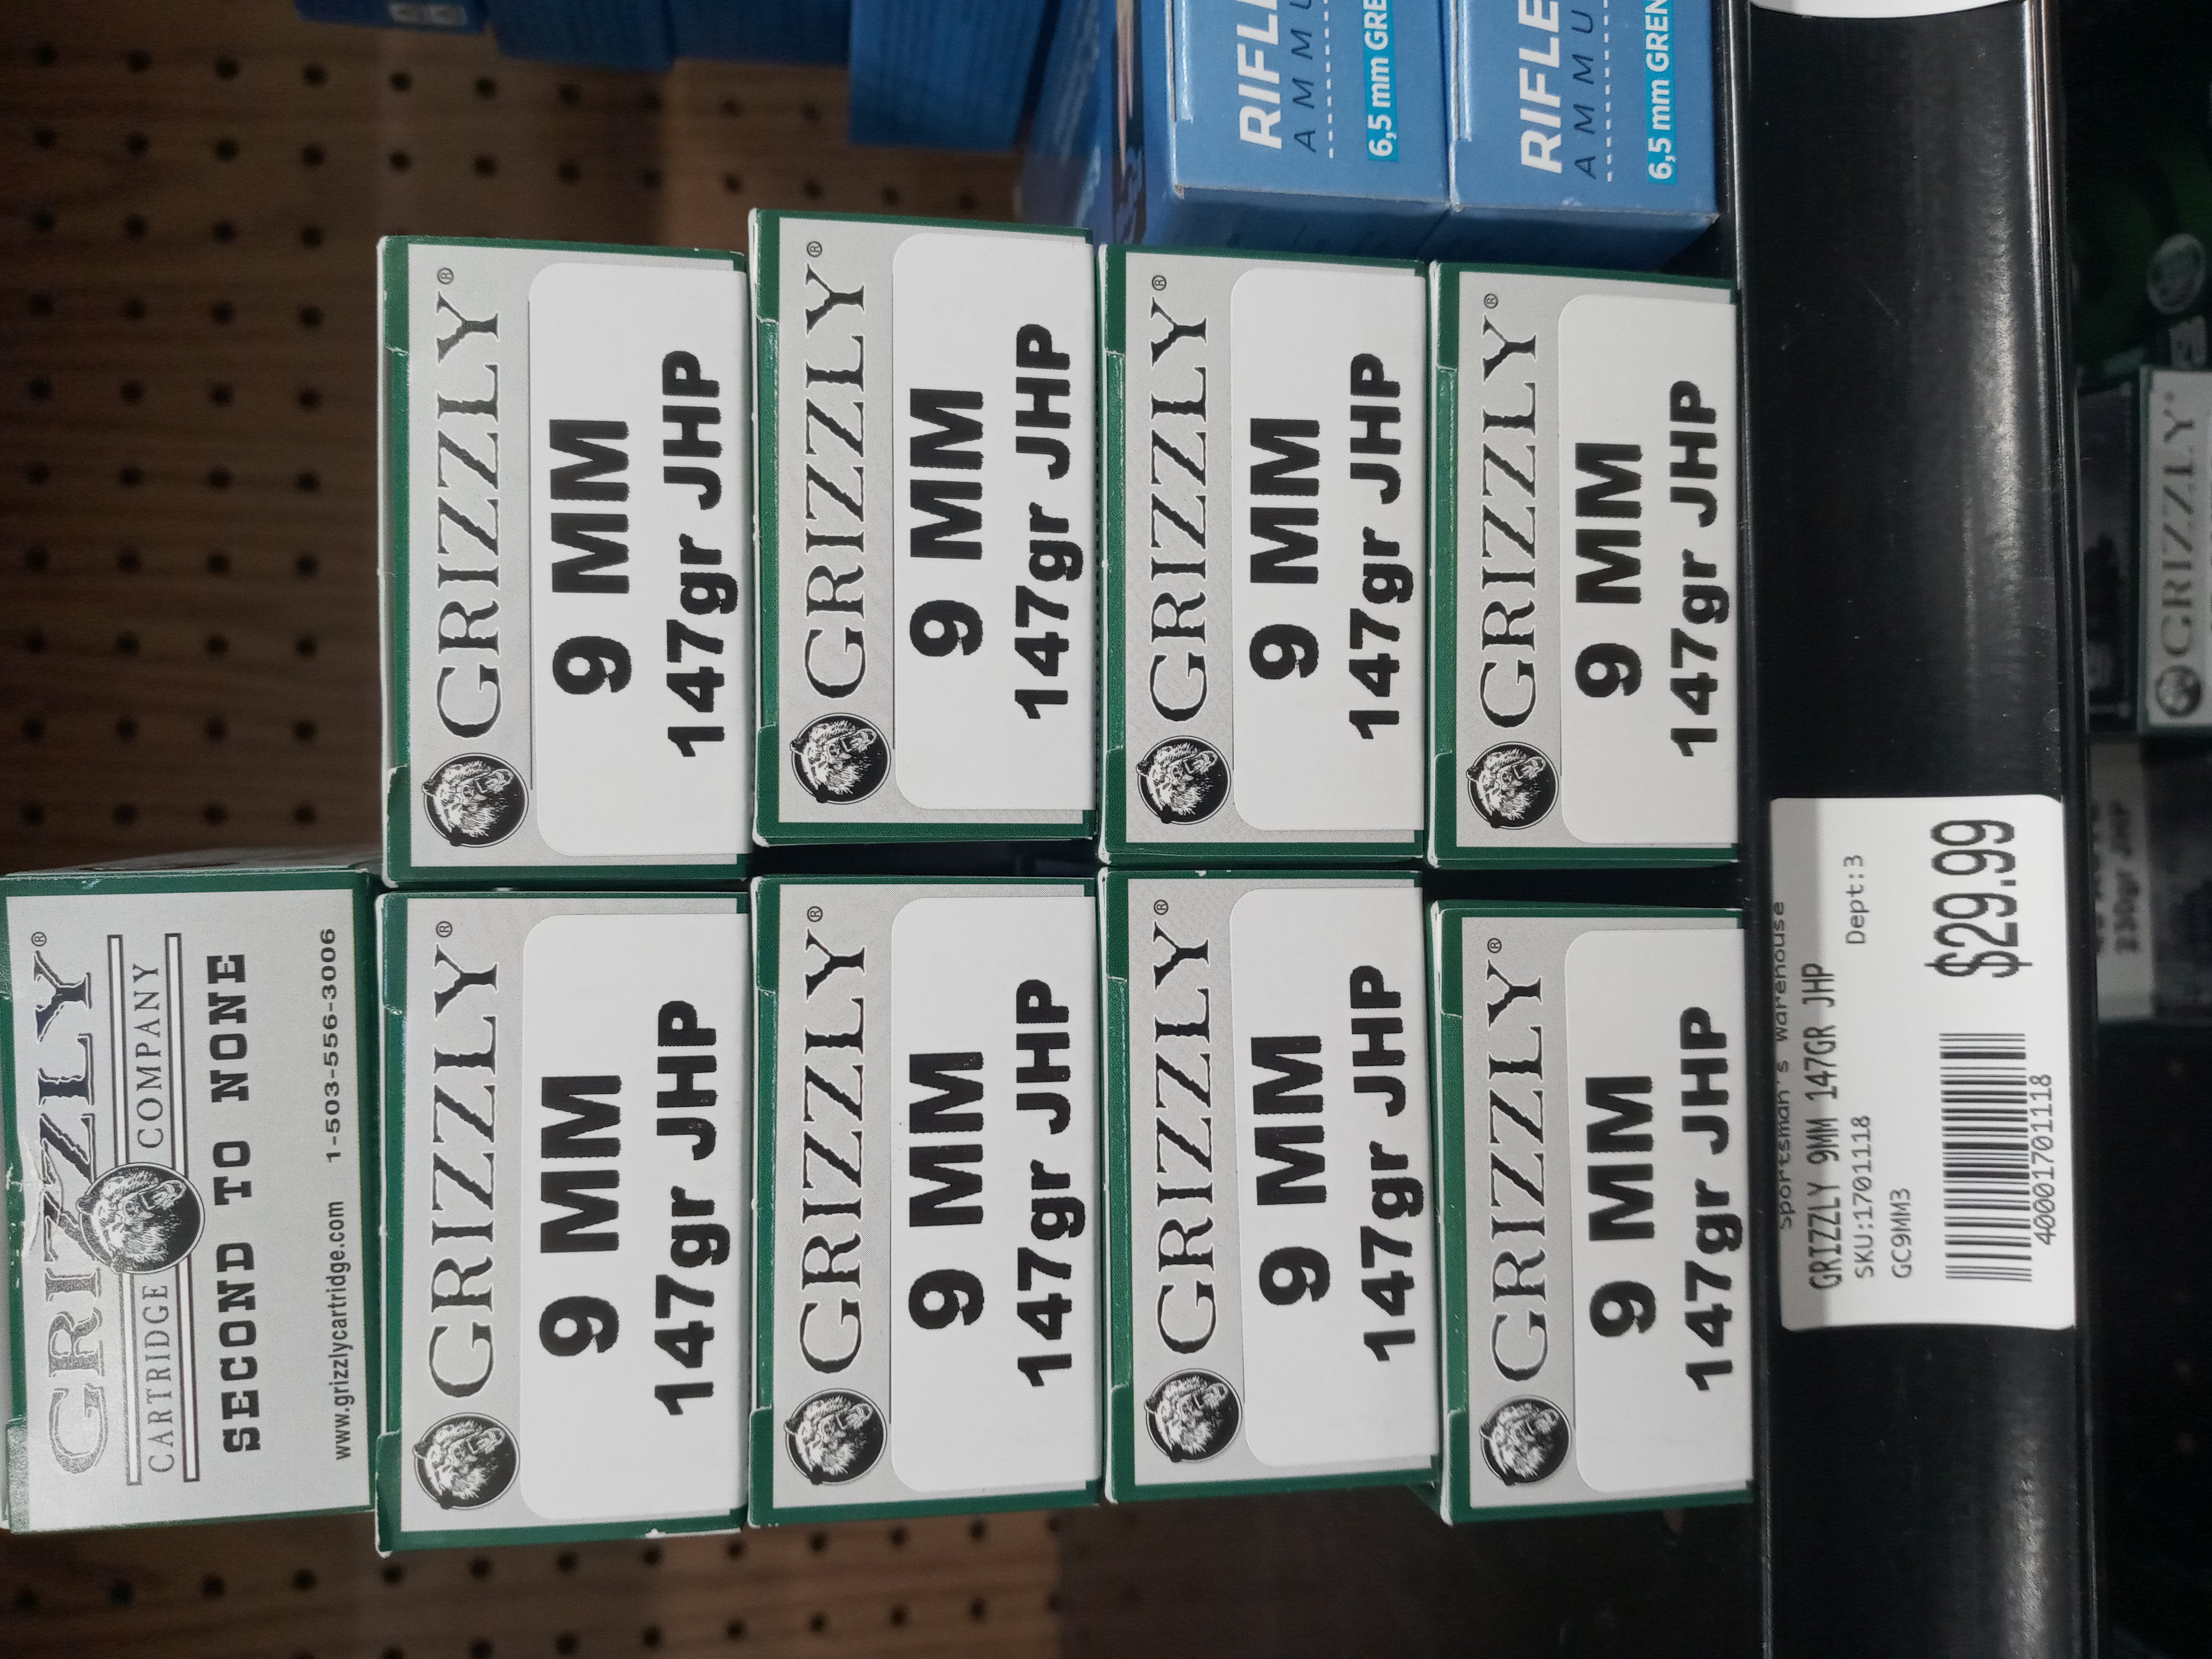 GRIZZLY®
CARTRIDGE COMPANY
SECOND TO NONE
www.grizzlycartridge.com 1-503-556-3006
GRIZZLY®
9 MM
147gr JHP
GRIZZLY®
9 MM
147gr JHP
GRIZZLY®
9 MM
147gr JHP
GRIZZLY®
9 MM
147gr JHP
GRIZZLY®
9 MM
147gr JHP
GRIZZLY®
9 MM
147gr JHP
GRIZZLY®
9 MM
147gr JHP
GRIZZLY®
9 MM
147gr JHP
RIFLE
AMMU
6,5 mm GRE
RIFLE
AMMU
6,5 mm GREN
Sportsman's Warehouse
GRIZZLY 9MM 147GR JHP
SKU:1701118 Dept:3
GC9MM3
$29.99
400017011118
230gr JHP
GRIZZLY®